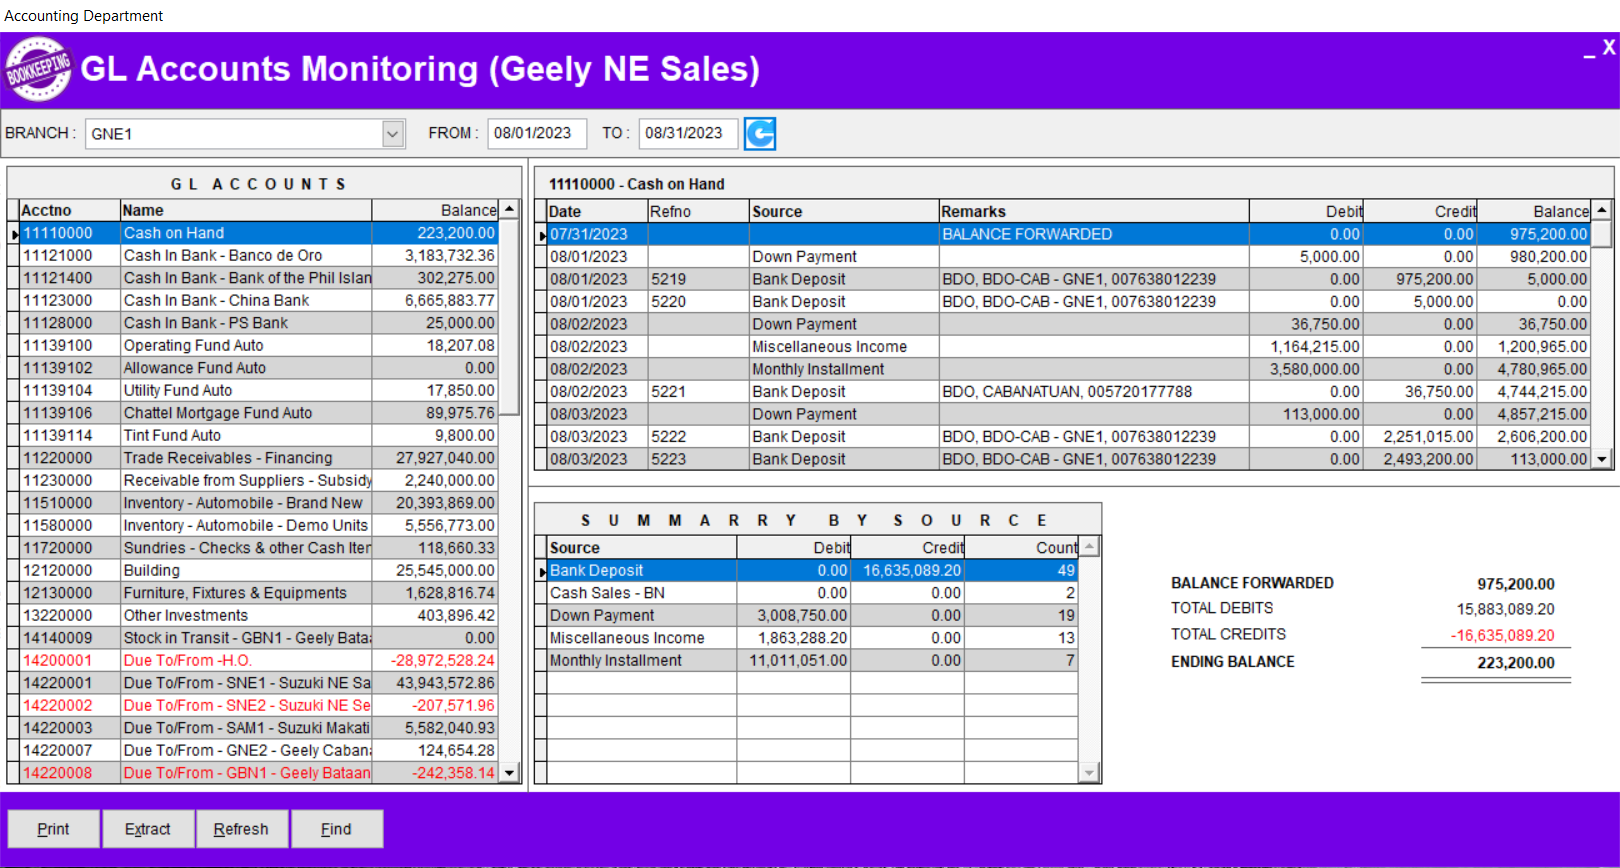 Accounting Department
BOOKKEEPING
GL Accounts Monitoring (Geely NE Sales)
_ X
BRANCH : GNE1 FROM : 08/01/2023 TO : 08/31/2023
G L A C C O U N T S
Acctno Name Balance
11110000 Cash on Hand 223,200.00
11121000 Cash In Bank - Banco de Oro 3,183,732.36
11121400 Cash In Bank - Bank of the Phil Islan 302,275.00
11123000 Cash In Bank - China Bank 6,665,883.77
11128000 Cash In Bank - PS Bank 25,000.00
11139100 Operating Fund Auto 18,207.08
11139102 Allowance Fund Auto 0.00
11139104 Utility Fund Auto 17,850.00
11139106 Chattel Mortgage Fund Auto 89,975.76
11139114 Tint Fund Auto 9,800.00
11220000 Trade Receivables - Financing 27,927,040.00
11230000 Receivable from Suppliers - Subsidy 2,240,000.00
11510000 Inventory - Automobile - Brand New 20,393,869.00
11580000 Inventory - Automobile - Demo Units 5,556,773.00
11720000 Sundries - Checks & other Cash Iter 118,660.33
12120000 Building 25,545,000.00
12130000 Furniture, Fixtures & Equipments 1,628,816.74
13220000 Other Investments 403,896.42
14140009 Stock in Transit - GBN1 - Geely Bata 0.00
14200001 Due To/From -H.O. -28,972,528.24
14220001 Due To/From - SNE1 - Suzuki NE Sa 43,943,572.86
14220002 Due To/From - SNE2 - Suzuki NE Se -207,571.96
14220003 Due To/From - SAM1 - Suzuki Makati 5,582,040.93
14220007 Due To/From - GNE2 - Geely Caban 124,654.28
14220008 Due To/From - GBN1 - Geely Bataan -242,358.14
11110000 - Cash on Hand
Date Refno Source Remarks Debit Credit Balance
07/31/2023 BALANCE FORWARDED 0.00 0.00 975,200.00
08/01/2023 Down Payment 5,000.00 0.00 980,200.00
08/01/2023 5219 Bank Deposit BDO, BDO-CAB - GNE1, 007638012239 0.00 975,200.00 5,000.00
08/01/2023 5220 Bank Deposit BDO, BDO-CAB - GNE1, 007638012239 0.00 5,000.00 0.00
08/02/2023 Down Payment 36,750.00 0.00 36,750.00
08/02/2023 Miscellaneous Income 1,164,215.00 0.00 1,200,965.00
08/02/2023 Monthly Installment 3,580,000.00 0.00 4,780,965.00
08/02/2023 5221 Bank Deposit BDO, CABANATUAN, 005720177788 0.00 36,750.00 4,744,215.00
08/03/2023 Down Payment 113,000.00 0.00 4,857,215.00
08/03/2023 5222 Bank Deposit BDO, BDO-CAB - GNE1, 007638012239 0.00 2,251,015.00 2,606,200.00
08/03/2023 5223 Bank Deposit BDO, BDO-CAB - GNE1, 007638012239 0.00 2,493,200.00 113,000.00
S U M M A R R Y B Y S O U R C E
Source Debit Credit Count
Bank Deposit 0.00 16,635,089.20 49
Cash Sales - BN 0.00 0.00 2
Down Payment 3,008,750.00 0.00 19
Miscellaneous Income 1,863,288.20 0.00 13
Monthly Installment 11,011,051.00 0.00 7
BALANCE FORWARDED 975,200.00
TOTAL DEBITS 15,883,089.20
TOTAL CREDITS -16,635,089.20
ENDING BALANCE 223,200.00
Print Extract Refresh Find